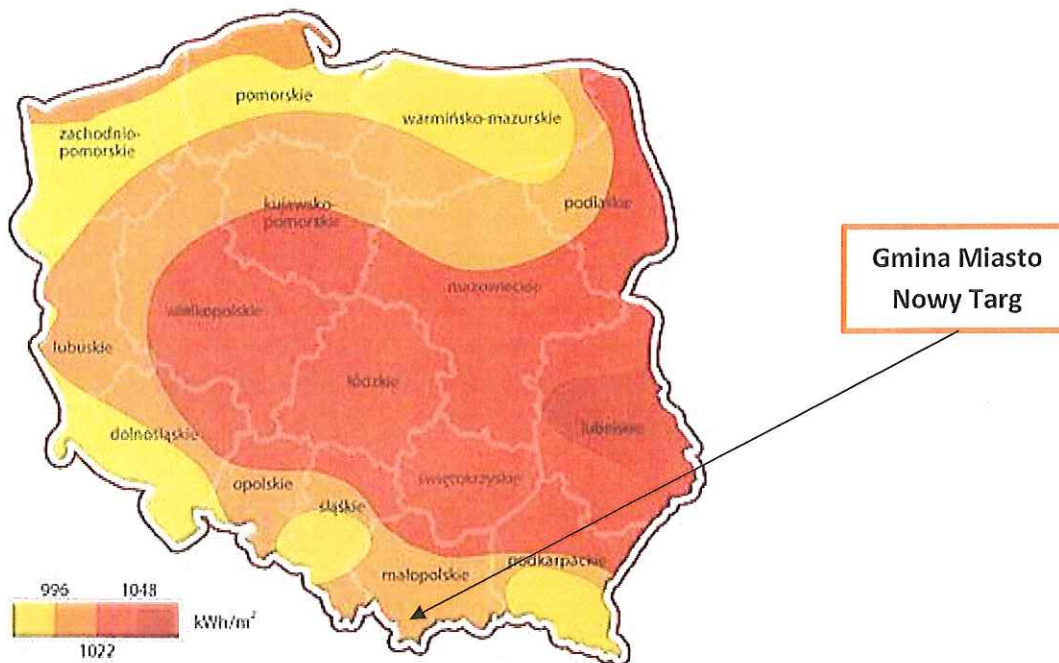 pomorskie
warmińsko-mazurskie
zachodnio-
pomorskie
kujawsko-
pomorskie
podlaskie
Gmina Miasto
Nowy Targ
mazowieckie
wielkopolskie
lubuskie
łódzkie
lubelskie
dolnośląskie
opolskie
świętokrzyskie
śląskie
małopolskie
podkarpackie
996 1048
kWh/m²
1022